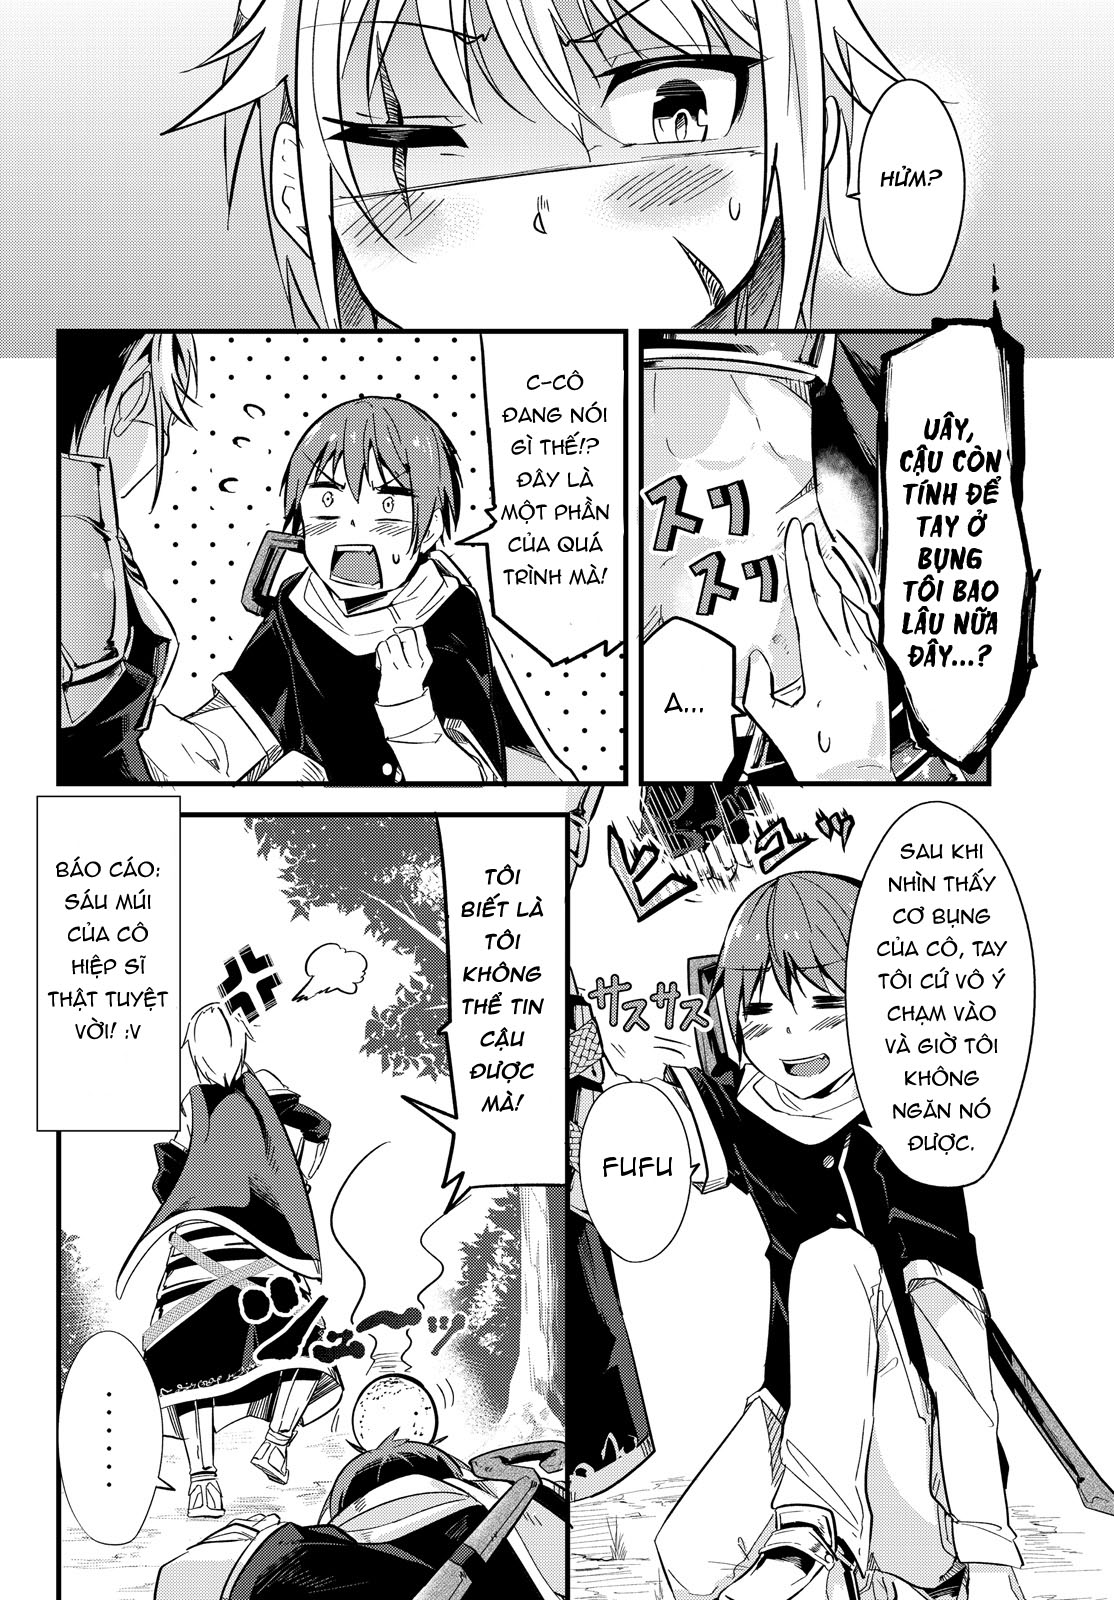 HỬM?
UÂY,
CẬU CÒN
TÍNH ĐỂ
TAY Ở
BỤNG
TÔI BAO
LÂU NỮA
ĐÂY...?
スリ
スリ
A...
C-CÔ
ĐANG NÓI
GÌ THẾ!?
ĐÂY LÀ
MỘT PHẦN
CỦA QUÁ
TRÌNH MÀ!
SAU KHI
NHÌN THẤY
CƠ BỤNG
CỦA CÔ, TAY
TÔI CỨ VÔ Ý
CHẠM VÀO
VÀ GIỜ TÔI
KHÔNG
NGĂN NÓ
ĐƯỢC.
ピュッ
サス サス
FUFU
TÔI
BIẾT LÀ
TÔI
KHÔNG
THỂ TIN
CẬU ĐƯỢC
MÀ!
BÁO CÁO:
SÁU MÚI
CỦA CÔ
HIỆP SĨ
THẬT TUYỆT
VỜI! :V
......